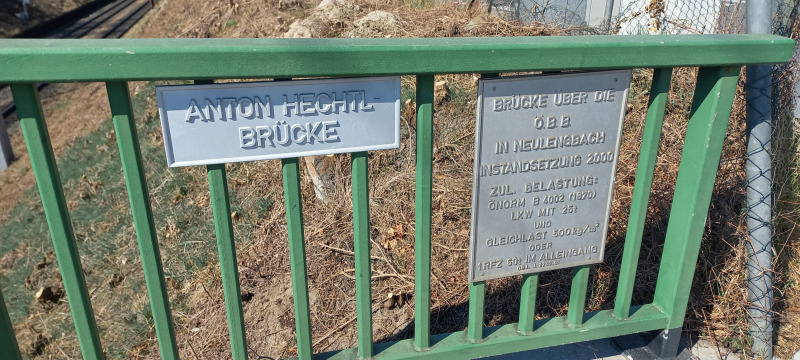 ANTON HECHTL-
BRÜCKE
BRÜCKE ÜBER DIE
Ö.B.B
IN NEULENGBACH
INSTANDSETZUNG 2000
ZUL. BELASTUNG:
ÖNORM B 4002 (1970)
LKW MIT 25t
UND
GLEICHLAST 500kg/m²
ODER
1.RFZ 60t IM ALLEINGANG